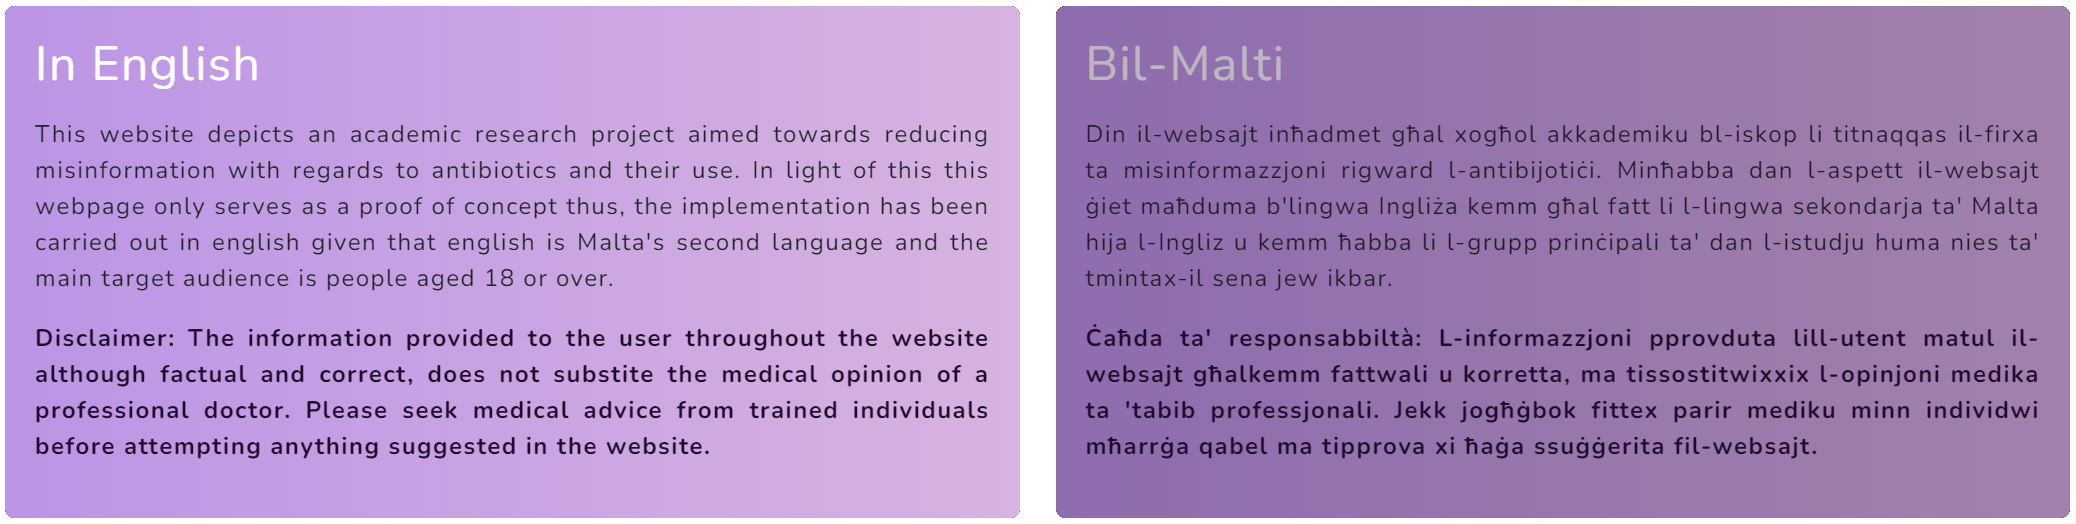 In English
This website depicts an academic research project aimed towards reducing
misinformation with regards to antibiotics and their use. In light of this this
webpage only serves as a proof of concept thus, the implementation has been
carried out in english given that english is Malta's second language and the
main target audience is people aged 18 or over.
Disclaimer: The information provided to the user throughout the website
although factual and correct, does not substite the medical opinion of a
professional doctor. Please seek medical advice from trained individuals
before attempting anything suggested in the website.
Bil-Malti
Din il-websajt inħadmet għal xogħol akkademiku bl-iskop li titnaqqas il-firxa
ta misinformazzjoni rigward l-antibijotiċi. Minħabba dan l-aspett il-websajt
ġiet maħduma b'lingwa Ingliża kemm għal fatt li l-lingwa sekondarja ta' Malta
hija l-Ingliz u kemm ħabba li l-grupp prinċipali ta' dan l-istudju huma nies ta'
tmintax-il sena jew ikbar.
Ċaħda ta' responsabbiltà: L-informazzjoni pprovduta lill-utent matul il-
websajt għalkemm fattwali u korretta, ma tissostitwixxix l-opinjoni medika
ta 'tabib professjonali. Jekk jogħġbok fittex parir mediku minn individwi
mħarrġa qabel ma tipprova xi ħaġa ssuġġerita fil-websajt.